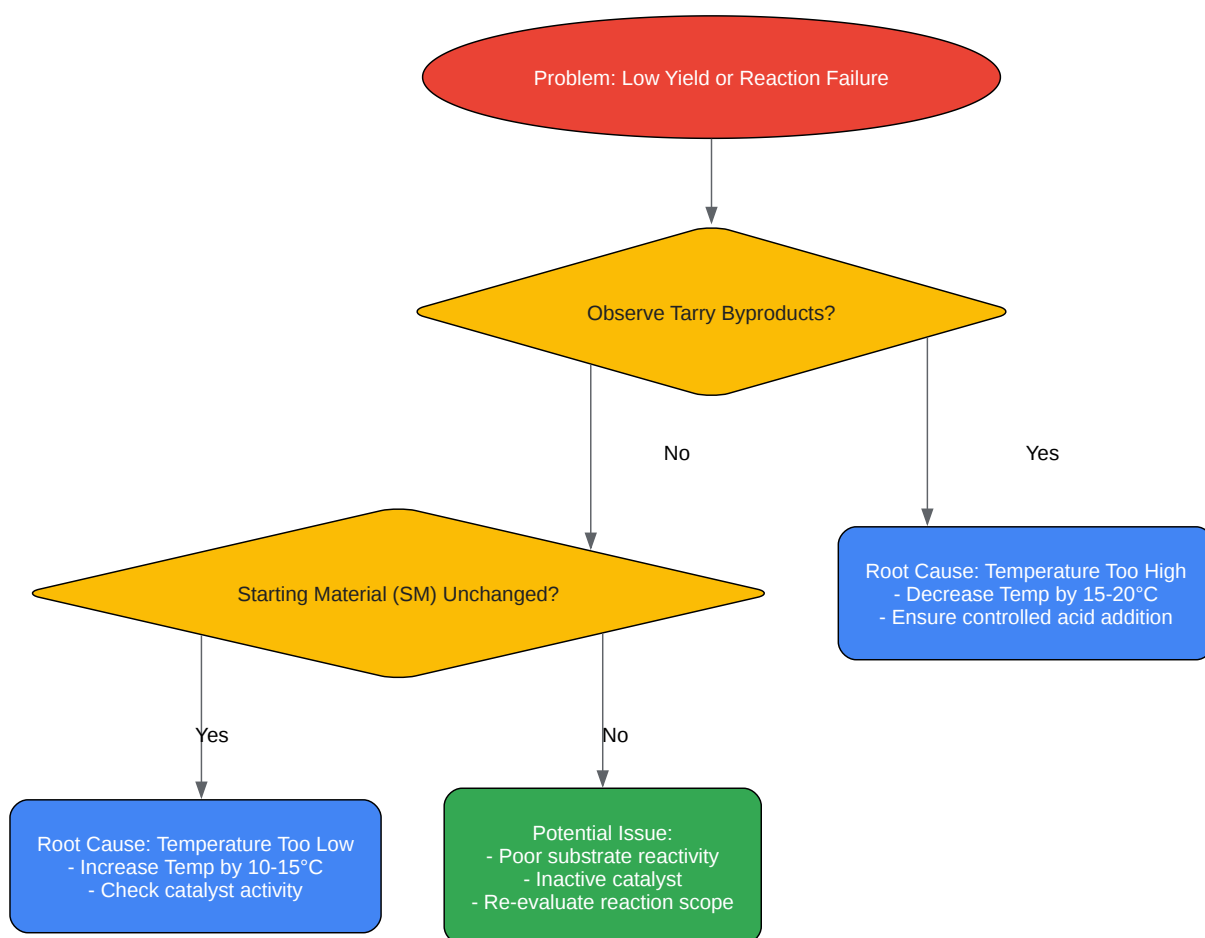 Problem: Low Yield or Reaction Failure
Observe Tarry Byproducts?
No
Yes
Root Cause: Temperature Too High
- Decrease Temp by 15-20°C
- Ensure controlled acid addition
Starting Material (SM) Unchanged?
Yes
No
Root Cause: Temperature Too Low
- Increase Temp by 10-15°C
- Check catalyst activity
Potential Issue:
- Poor substrate reactivity
- Inactive catalyst
- Re-evaluate reaction scope